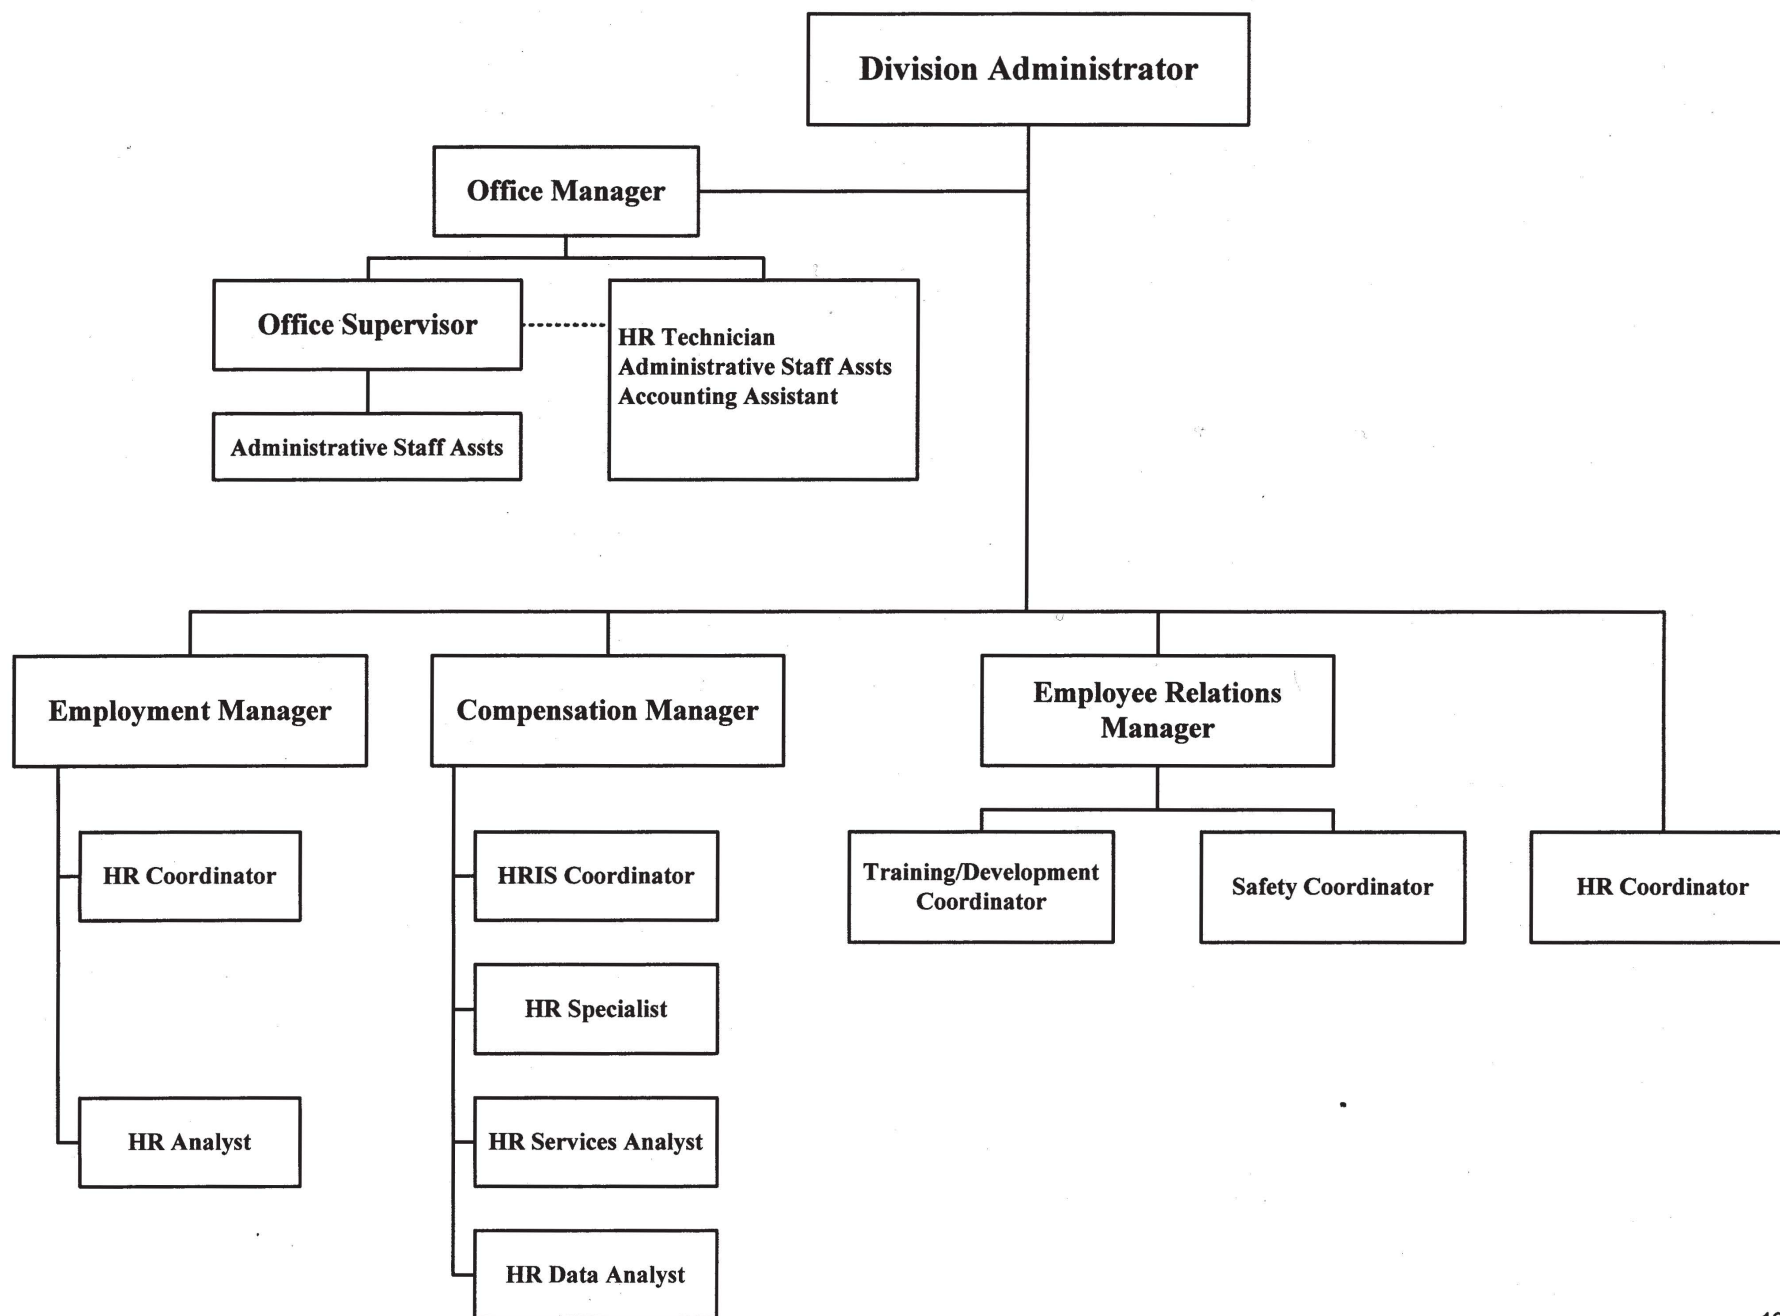 Division Administrator
Office Manager
Office Supervisor
HR Technician
Administrative Staff Assts
Accounting Assistant
Administrative Staff Assts
Employment Manager
Compensation Manager
Employee Relations
Manager
HR Coordinator
HRIS Coordinator
Training/Development
Coordinator
Safety Coordinator
HR Coordinator
HR Specialist
HR Analyst
HR Services Analyst
HR Data Analyst